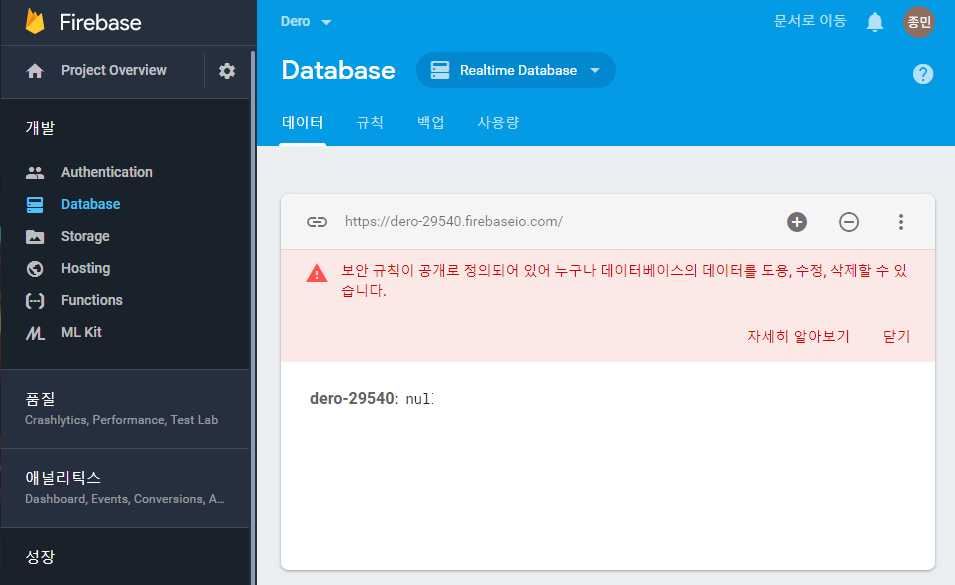 Firebase
Project Overview
개발
Authentication
Database
Storage
Hosting
Functions
ML Kit
품질
Crashlytics, Performance, Test Lab
애널리틱스
Dashboard, Events, Conversions, A...
성장
Dero
문서로 이동
종민
Database
Realtime Database
데이터 규칙 백업 사용량
https://dero-29540.firebaseio.com/
보안 규칙이 공개로 정의되어 있어 누구나 데이터베이스의 데이터를 도용, 수정, 삭제할 수 있
습니다.
자세히 알아보기 닫기
dero-29540: null